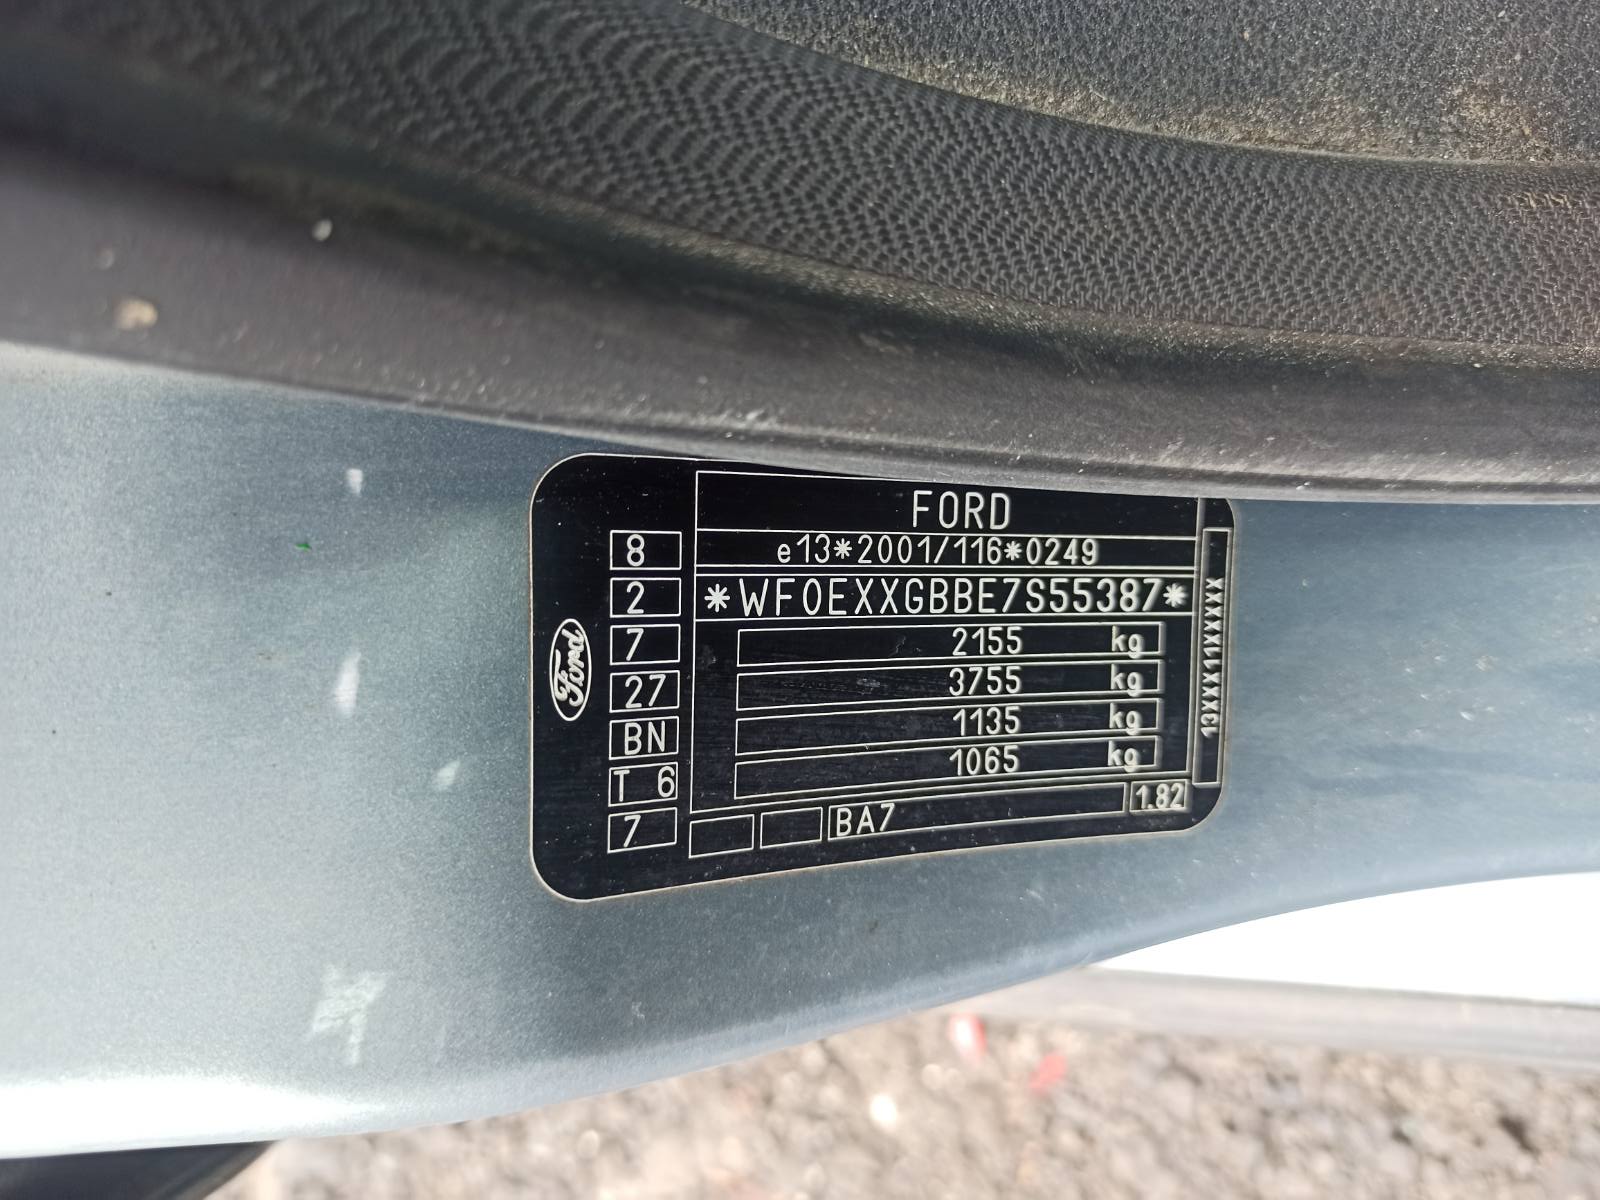 FORD
e13*2001/116*0249
*WF0EXXGBBE7S55387*
2155 kg
3755 kg
1135 kg
1065 kg
BA7 1.82
8
2
7
27
BN
T 6
7
Ford
13XXX11XXXXX